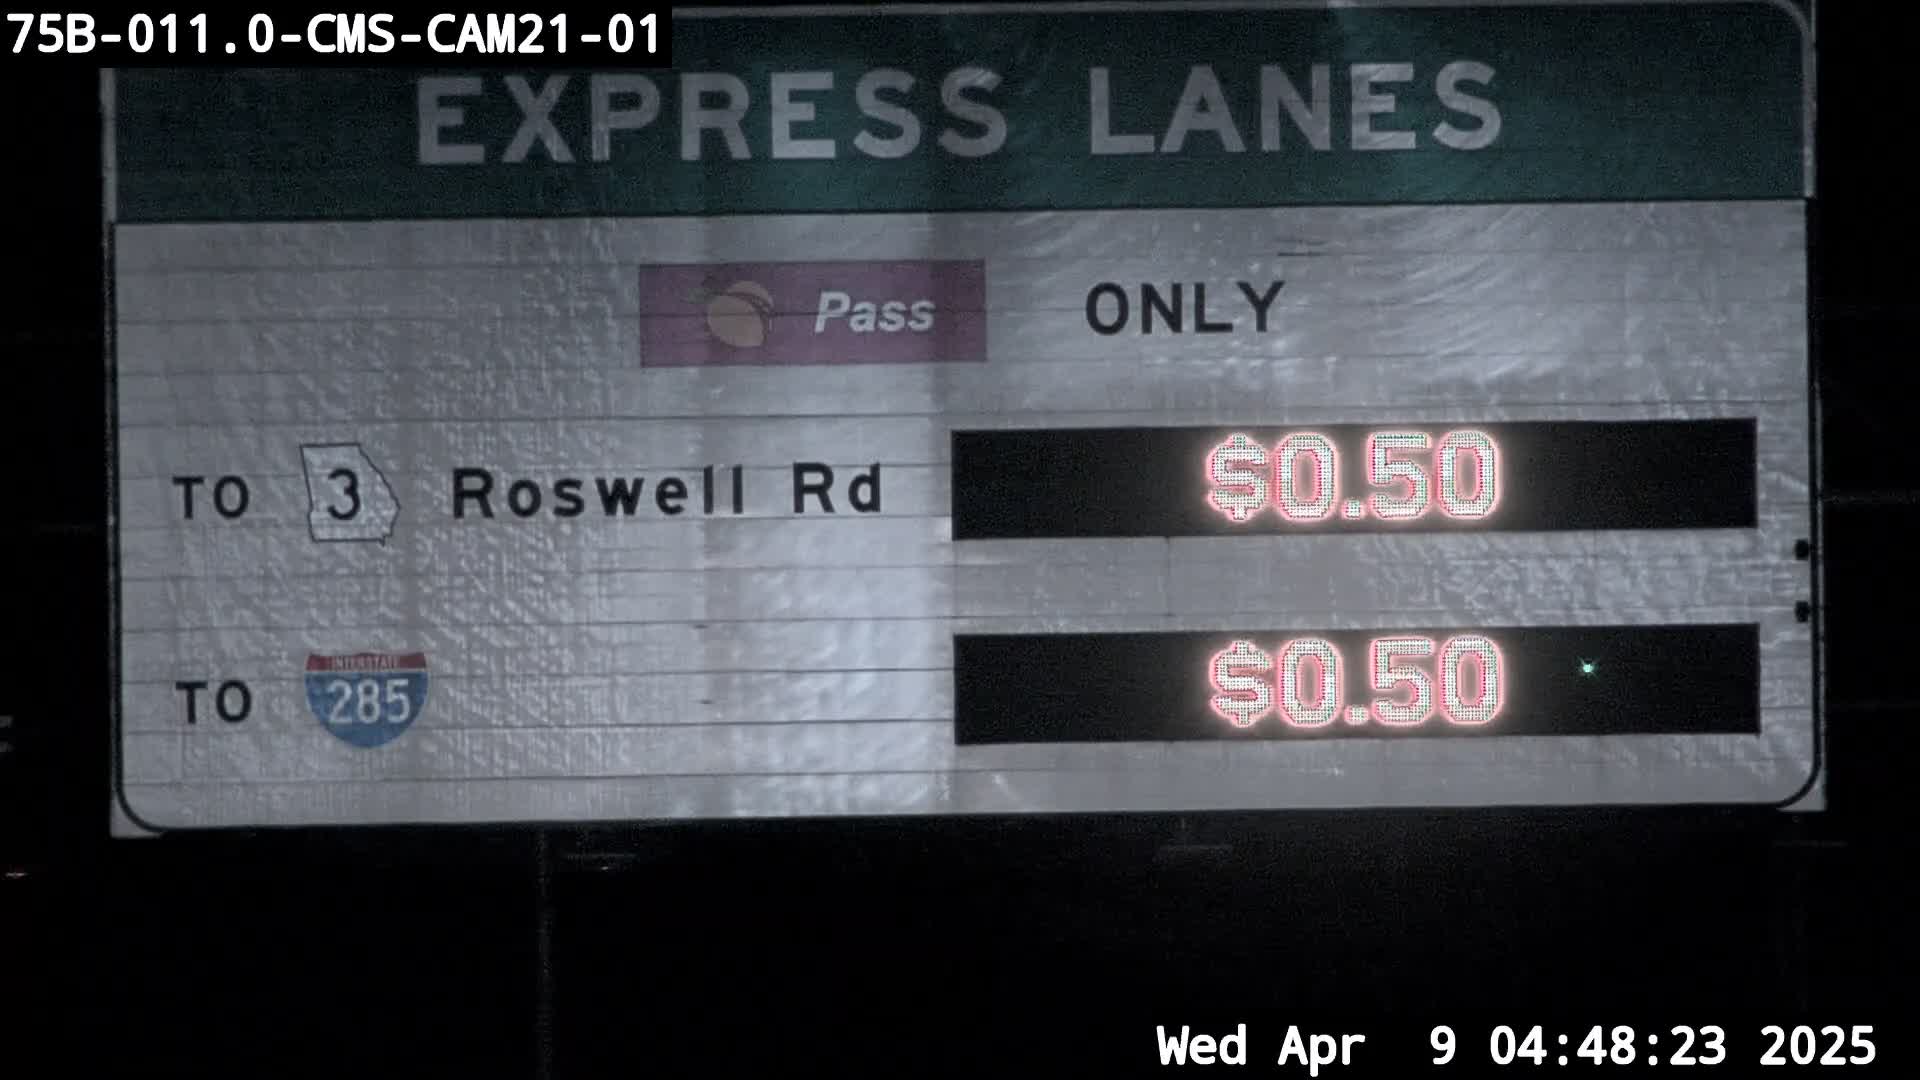 75B-011.0-CMS-CAM21-01
EXPRESS LANES
Pass ONLY
TO 3 Roswell Rd $0.50
INTERSTATE
TO 285 $0.50
Wed Apr 9 04:48:23 2025